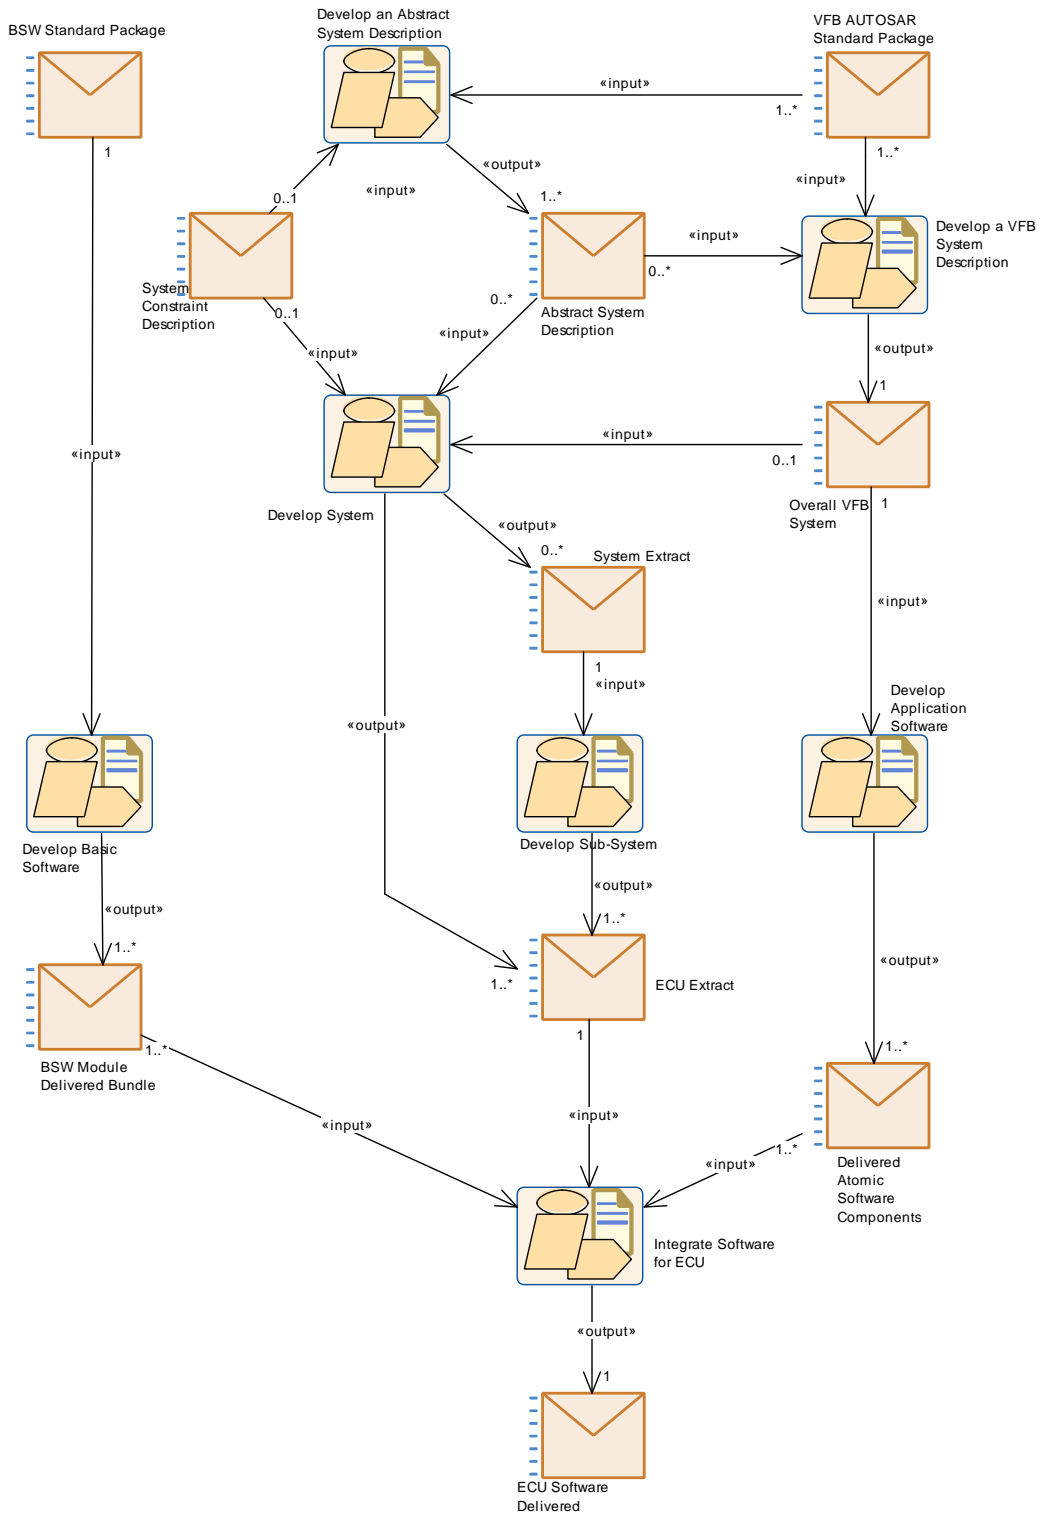 Develop an Abstract
System Description
BSW Standard Package
VFB AUTOSAR
Standard Package
«input»
1..*
1
1..*
«output»
«input»
«input»
0..1
1..*
Develop a VFB
System
Description
«input»
0..*
System
Constraint
Description
0..*
0..1
Abstract System
Description
«input»
«input»
«output»
1
«input»
«input»
0..1
Overall VFB
System
1
Develop System
«output»
0..*
System Extract
«input»
1
«input»
Develop
Application
Software
«output»
Develop Basic
Software
Develop Sub-System
«output»
«output»
1..*
1..*
«output»
1..*
ECU Extract
1
1..*
1..*
BSW Module
Delivered Bundle
«input»
«input»
1..*
«input»
Delivered
Atomic
Software
Components
Integrate Software
for ECU
«output»
1
ECU Software
Delivered